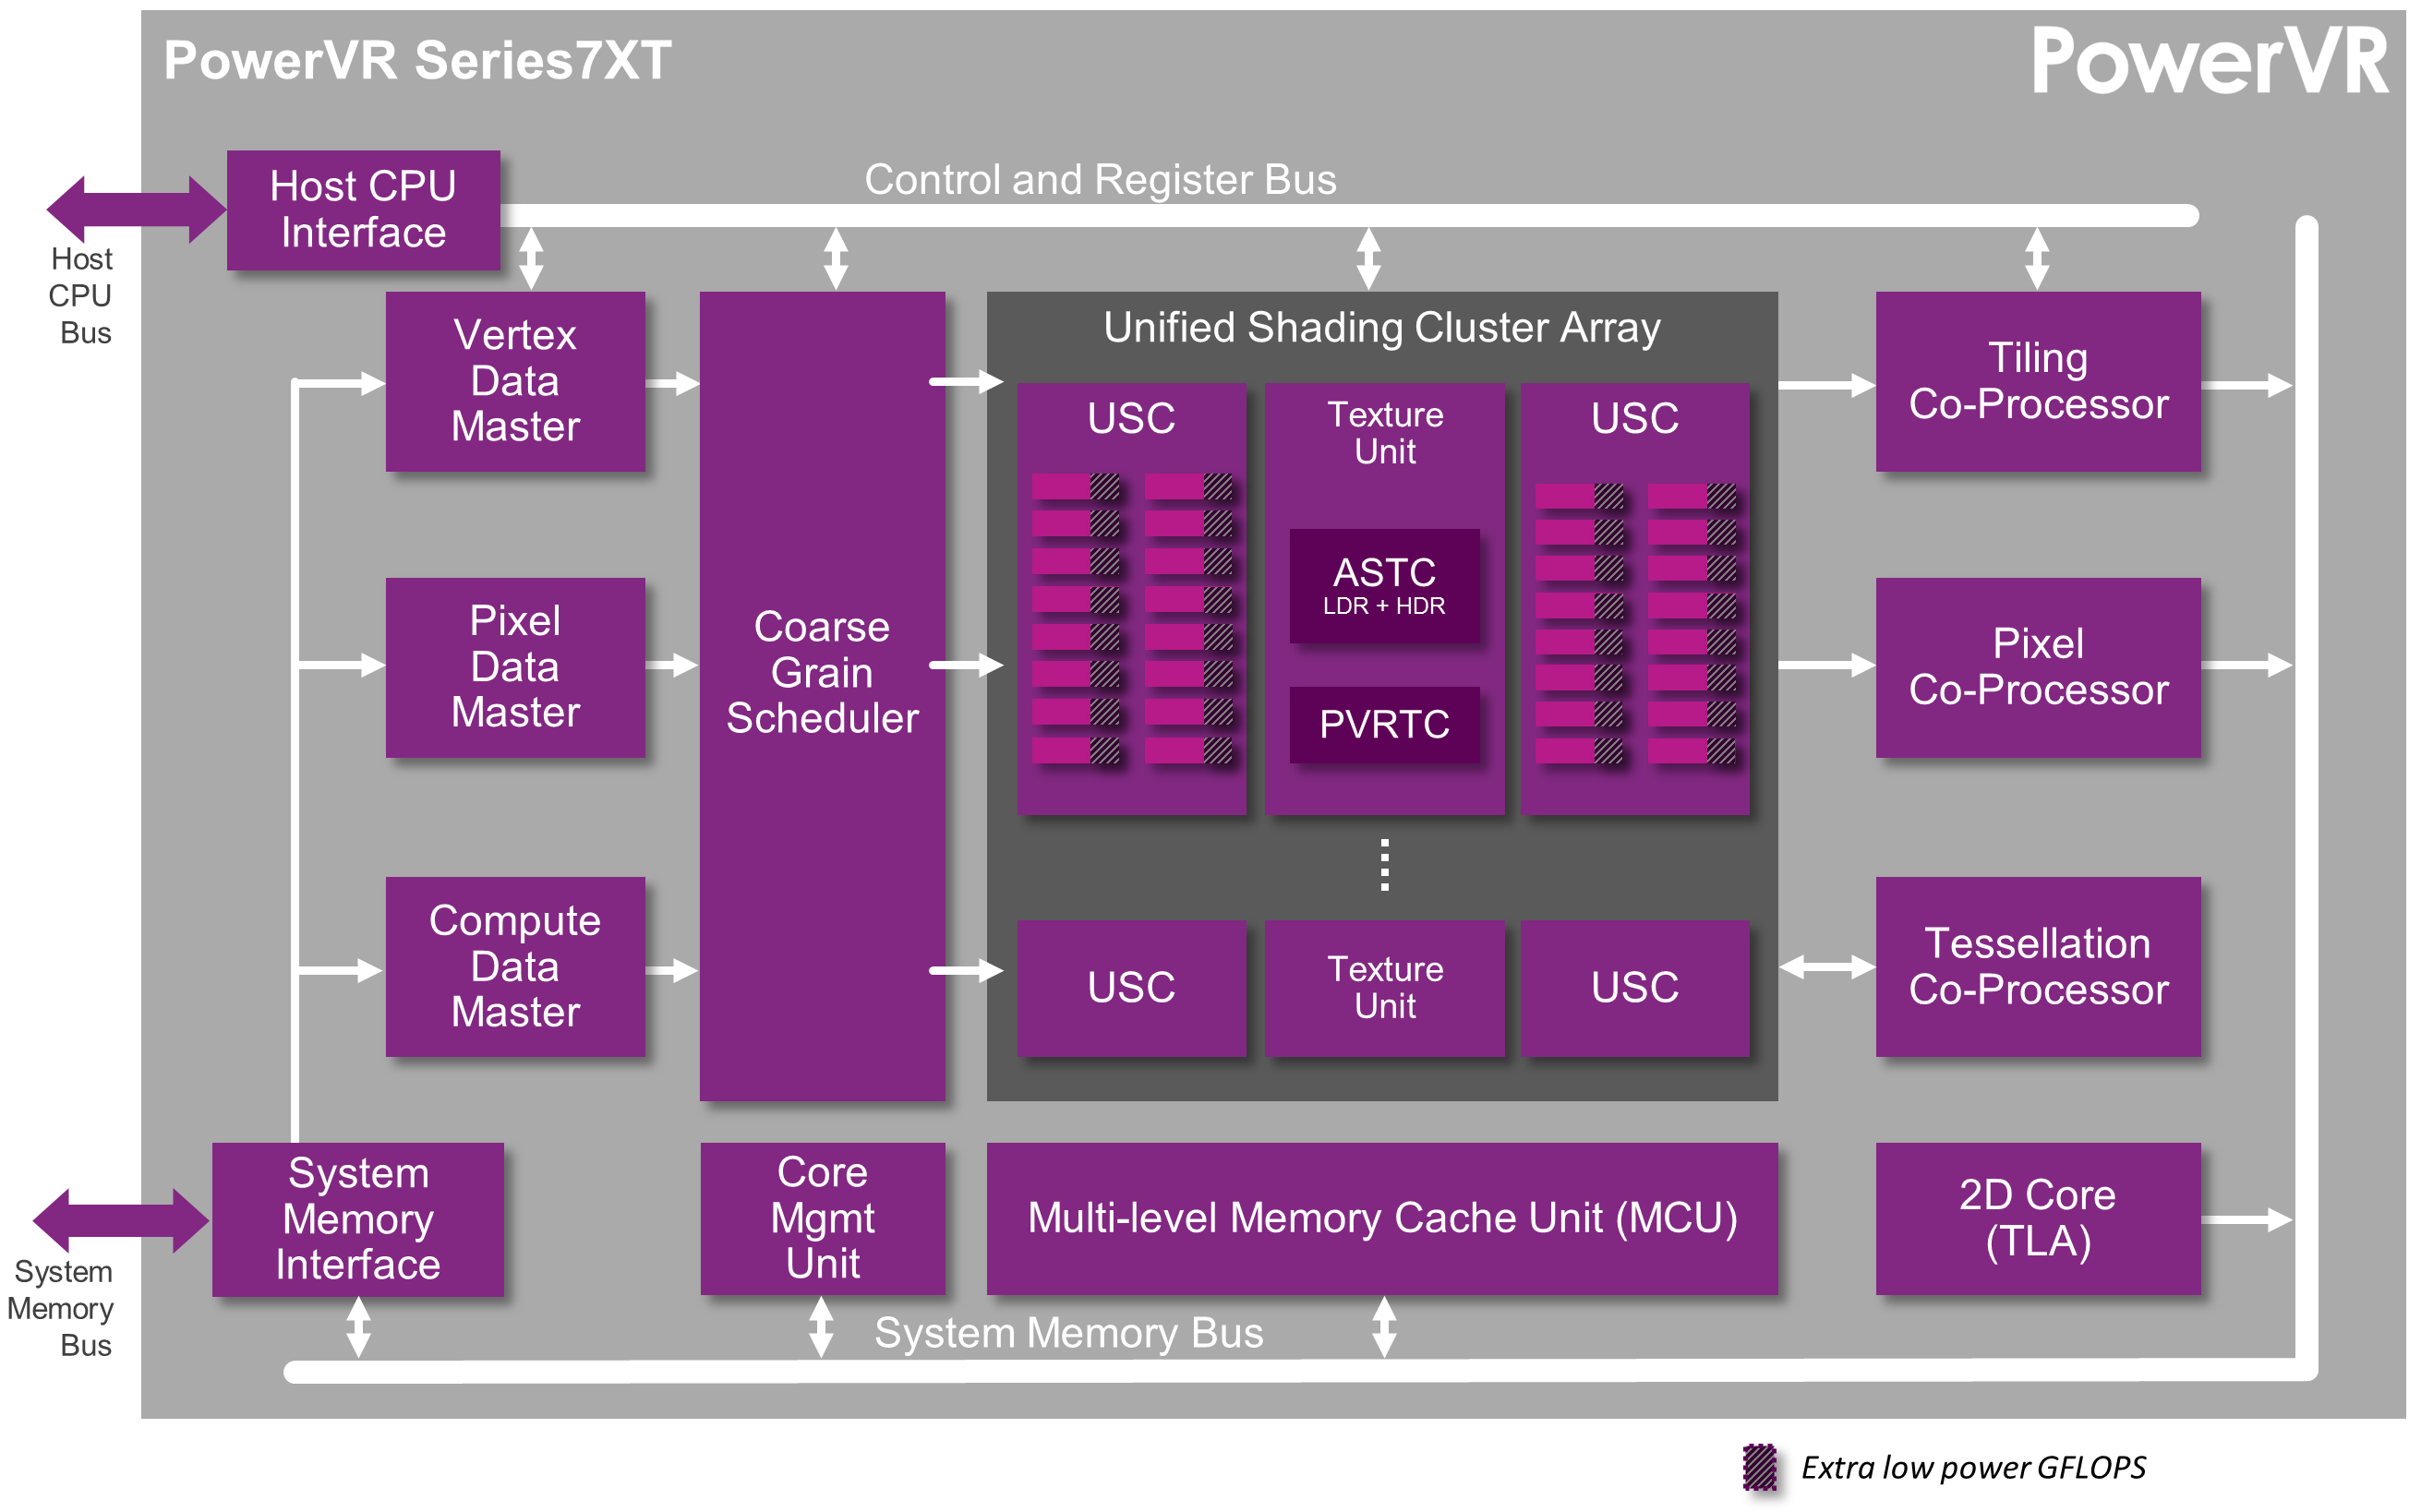 PowerVR Series7XT
PowerVR
Host CPU
Interface
Control and Register Bus
Host
CPU
Bus
Vertex
Data
Master
Pixel
Data
Master
Compute
Data
Master
Coarse
Grain
Scheduler
Unified Shading Cluster Array
USC
Texture
Unit
ASTC
LDR + HDR
PVRTC
USC
USC
Texture
Unit
USC
Tiling
Co-Processor
Pixel
Co-Processor
Tessellation
Co-Processor
System
Memory
Interface
System
Memory
Bus
Core
Mgmt
Unit
Multi-level Memory Cache Unit (MCU)
2D Core
(TLA)
System Memory Bus
Extra low power GFLOPS